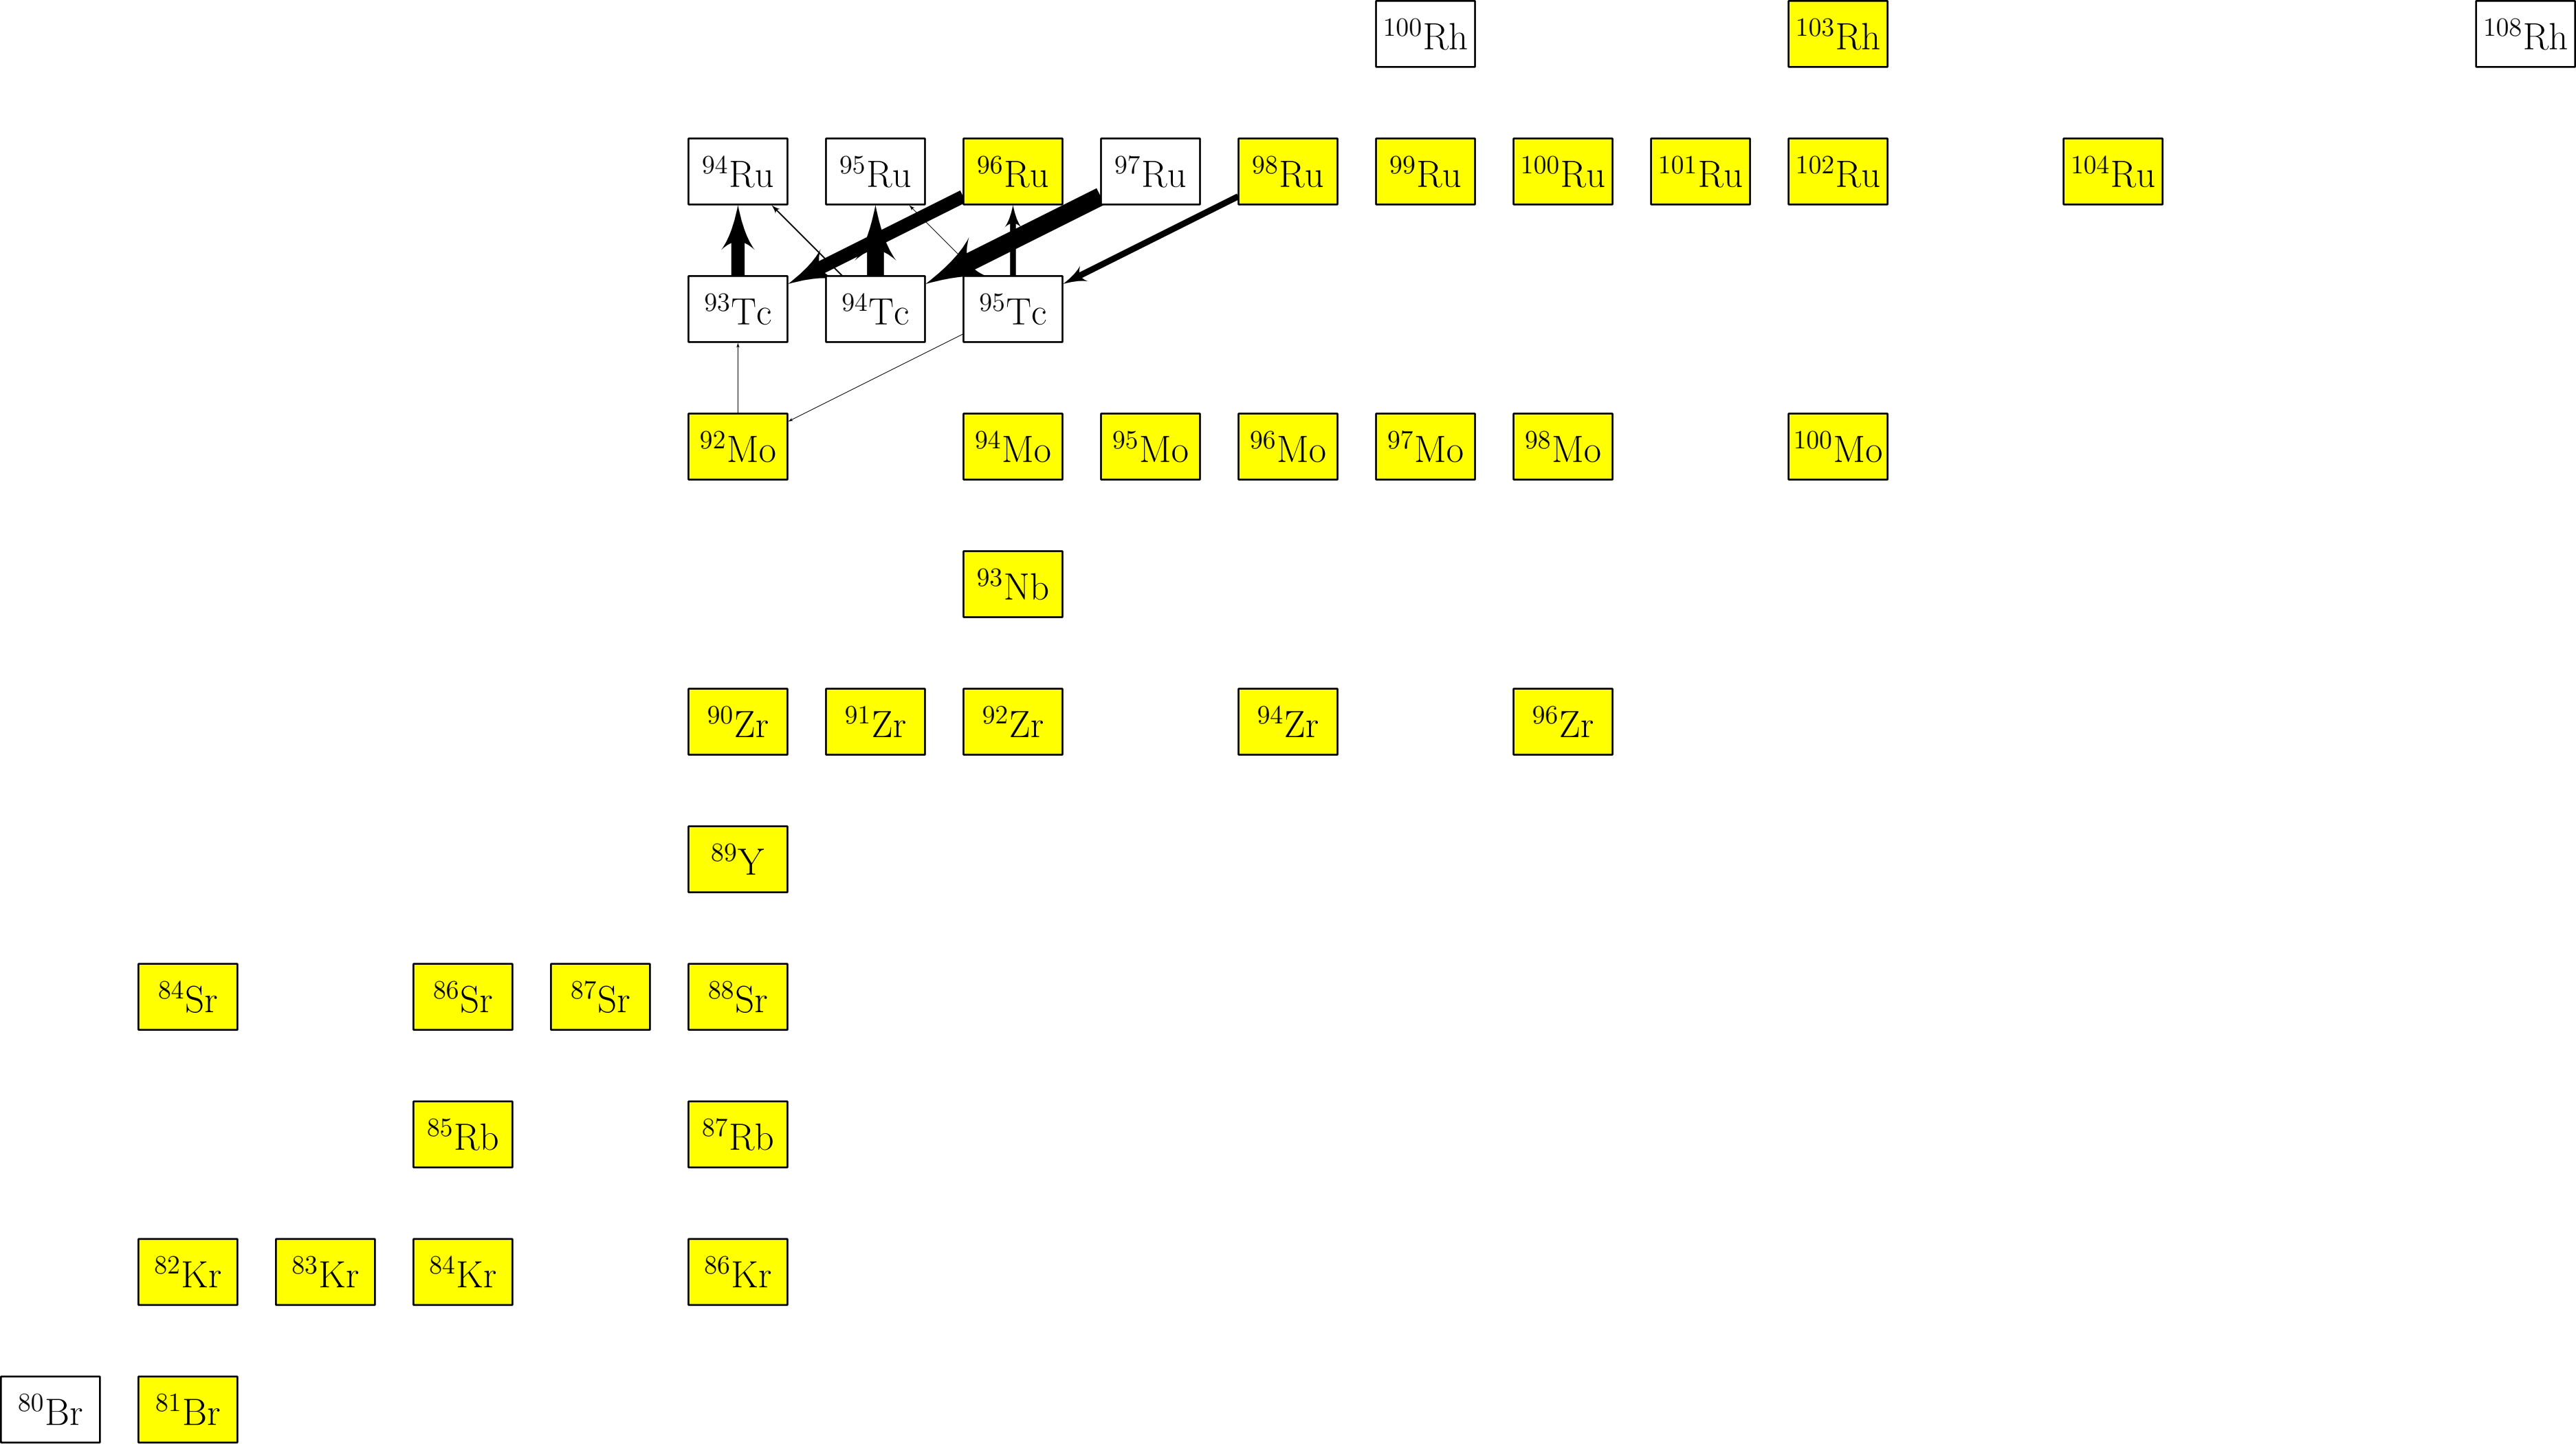 ¹⁰⁰Rh ¹⁰³Rh ¹⁰⁸Rh
⁹⁴Ru ⁹⁵Ru ⁹⁶Ru ⁹⁷Ru ⁹⁸Ru ⁹⁹Ru ¹⁰⁰Ru ¹⁰¹Ru ¹⁰²Ru ¹⁰⁴Ru
⁹³Tc ⁹⁴Tc ⁹⁵Tc
⁹²Mo ⁹⁴Mo ⁹⁵Mo ⁹⁶Mo ⁹⁷Mo ⁹⁸Mo ¹⁰⁰Mo
⁹³Nb
⁹⁰Zr ⁹¹Zr ⁹²Zr ⁹⁴Zr ⁹⁶Zr
⁸⁹Y
⁸⁴Sr ⁸⁶Sr ⁸⁷Sr ⁸⁸Sr
⁸⁵Rb ⁸⁷Rb
⁸²Kr ⁸³Kr ⁸⁴Kr ⁸⁶Kr
⁸⁰Br ⁸¹Br